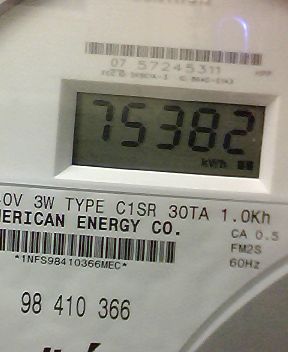 07 57245311
75382
kWh
0V 3W TYPE C1SR 30TA 1.0Kh
MERICAN ENERGY CO.
CA 0.5
FM2S
60Hz
*1NFS98410366MEC*
98 410 366